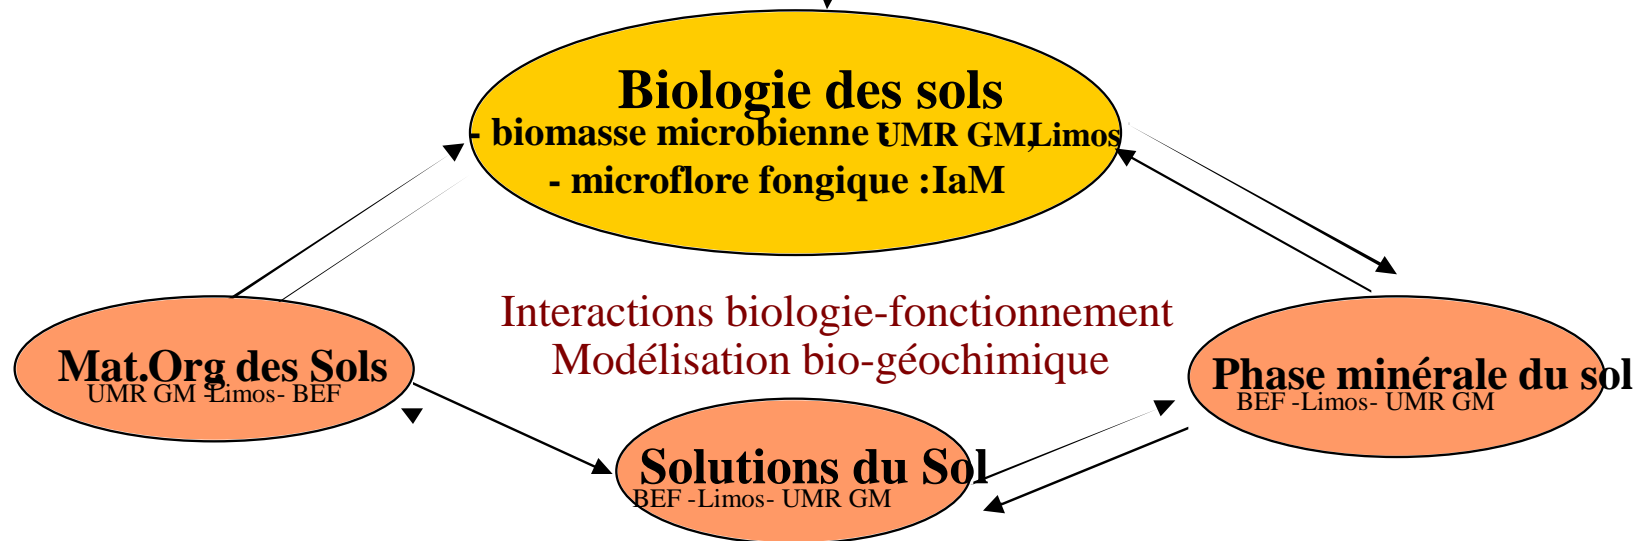 Biologie des sols
- biomasse microbienne : UMR GM, Limos
- microflore fongique :IaM
Interactions biologie-fonctionnement
Modélisation bio-géochimique
Mat.Org des Sols
UMR GM -Limos- BEF
Phase minérale du sol
BEF -Limos- UMR GM
Solutions du Sol
BEF -Limos- UMR GM